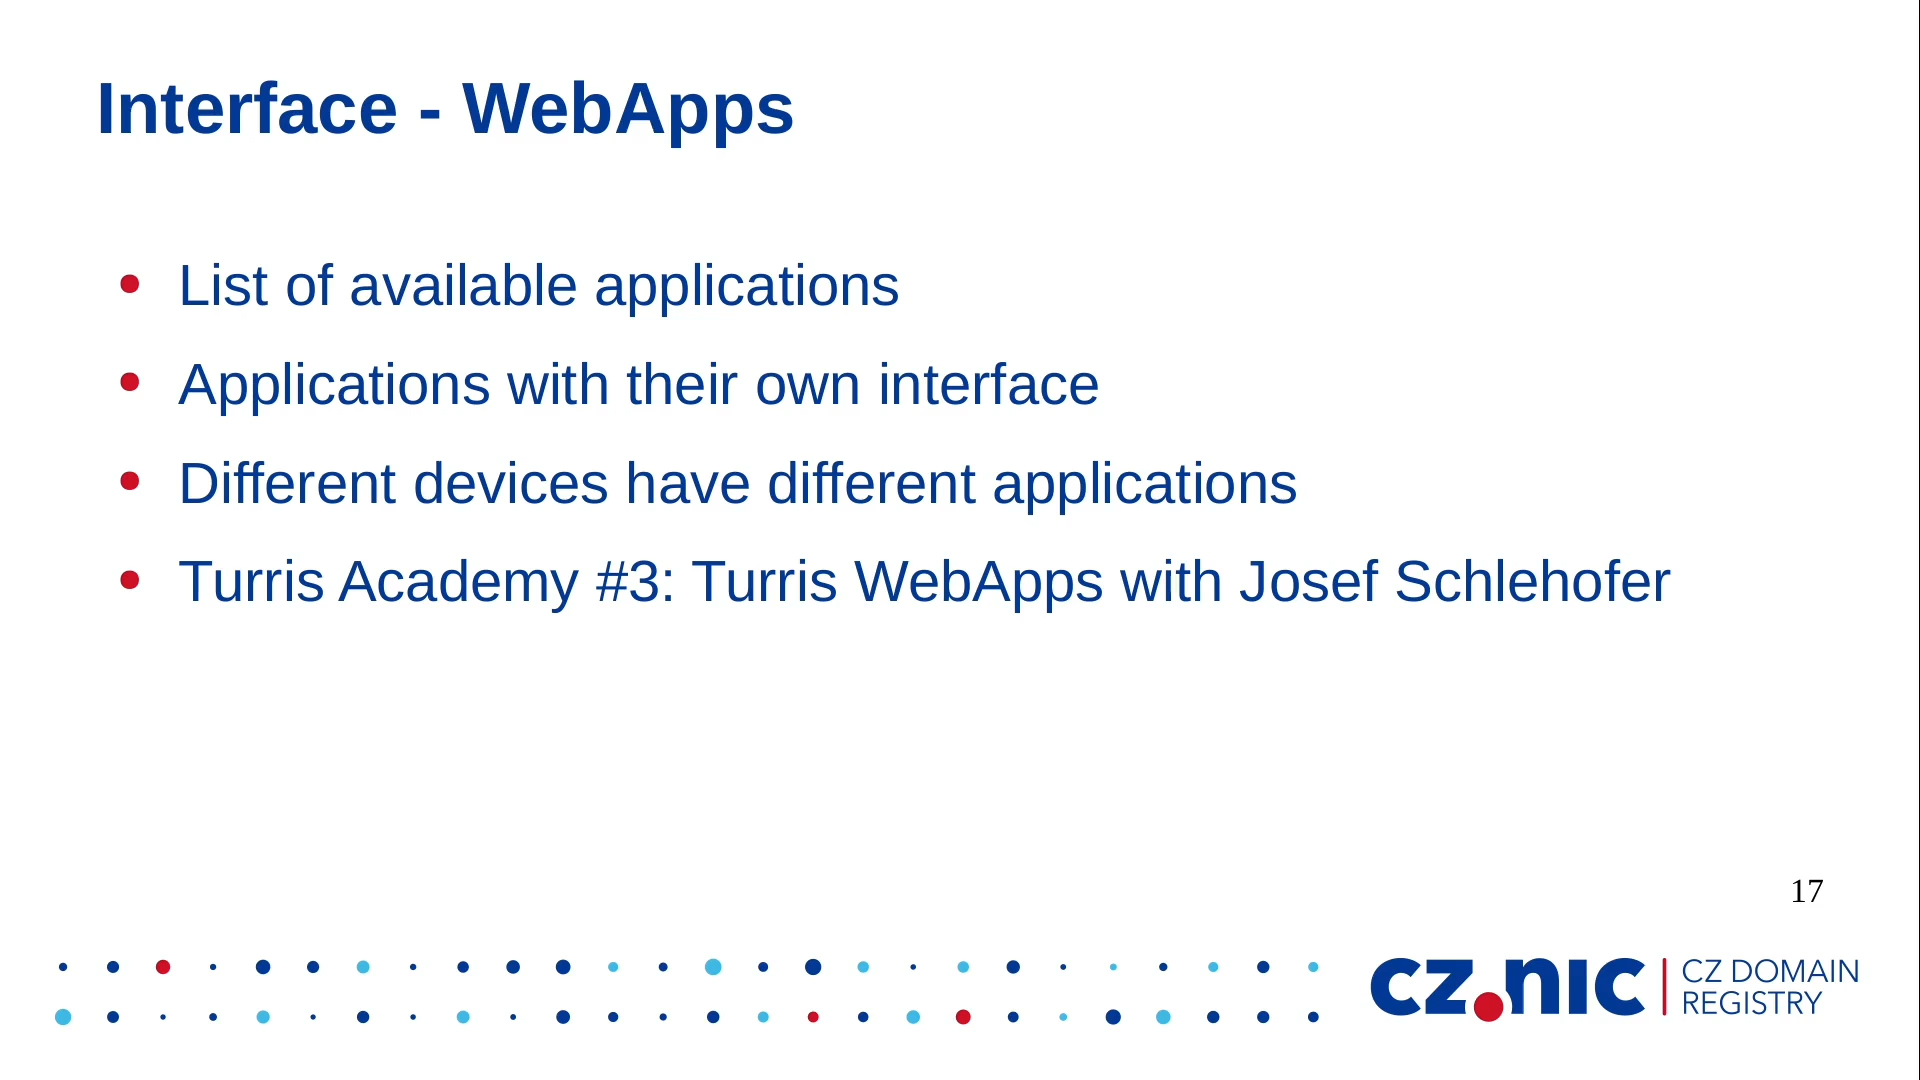 Interface - WebApps
• List of available applications
• Applications with their own interface
• Different devices have different applications
• Turris Academy #3: Turris WebApps with Josef Schlehofer
17
cz.nic
CZ DOMAIN
REGISTRY